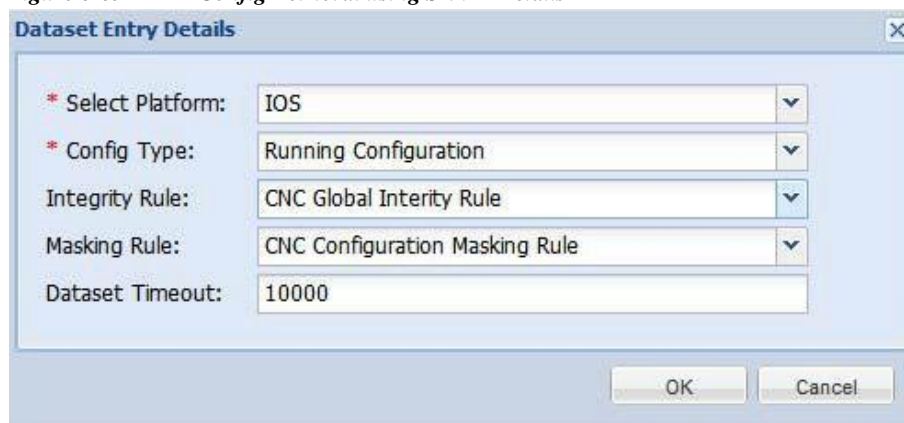 Dataset Entry Details
* Select Platform: IOS
* Config Type: Running Configuration
Integrity Rule: CNC Global Interity Rule
Masking Rule: CNC Configuration Masking Rule
Dataset Timeout: 10000
OK Cancel